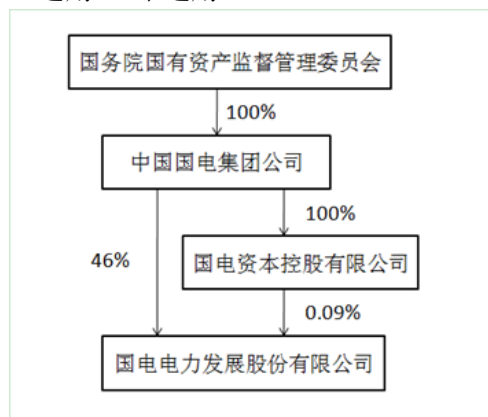 国务院国有资产监督管理委员会
100%
中国国电集团公司
100%
46%
国电资本控股有限公司
0.09%
国电电力发展股份有限公司